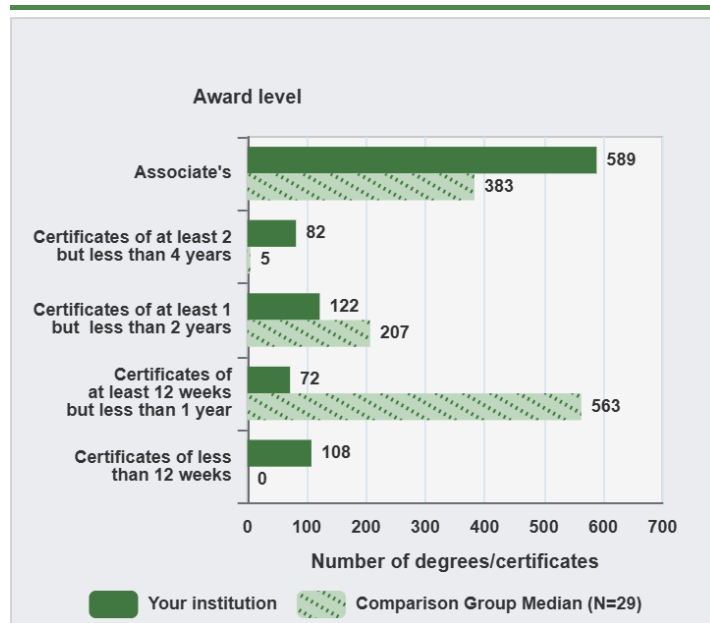 Award level
Associate's
589
383
Certificates of at least 2
but less than 4 years
82
5
Certificates of at least 1
but less than 2 years
122
207
Certificates of
at least 12 weeks
but less than 1 year
72
563
Certificates of less
than 12 weeks
108
0
0 100 200 300 400 500 600 700
Number of degrees/certificates
Your institution Comparison Group Median (N=29)